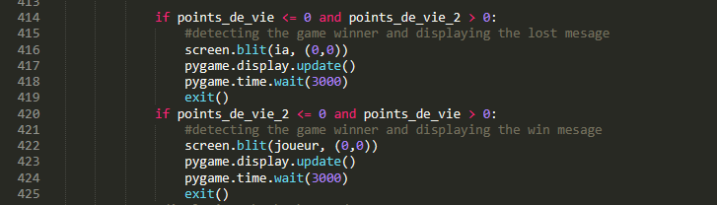 413
414 if points_de_vie <= 0 and points_de_vie_2 > 0:
415 #detecting the game winner and displaying the lost mesage
416 screen.blit(ia, (0,0))
417 pygame.display.update()
418 pygame.time.wait(3000)
419 exit()
420 if points_de_vie_2 <= 0 and points_de_vie > 0:
421 #detecting the game winner and displaying the win mesage
422 screen.blit(joueur, (0,0))
423 pygame.display.update()
424 pygame.time.wait(3000)
425 exit()